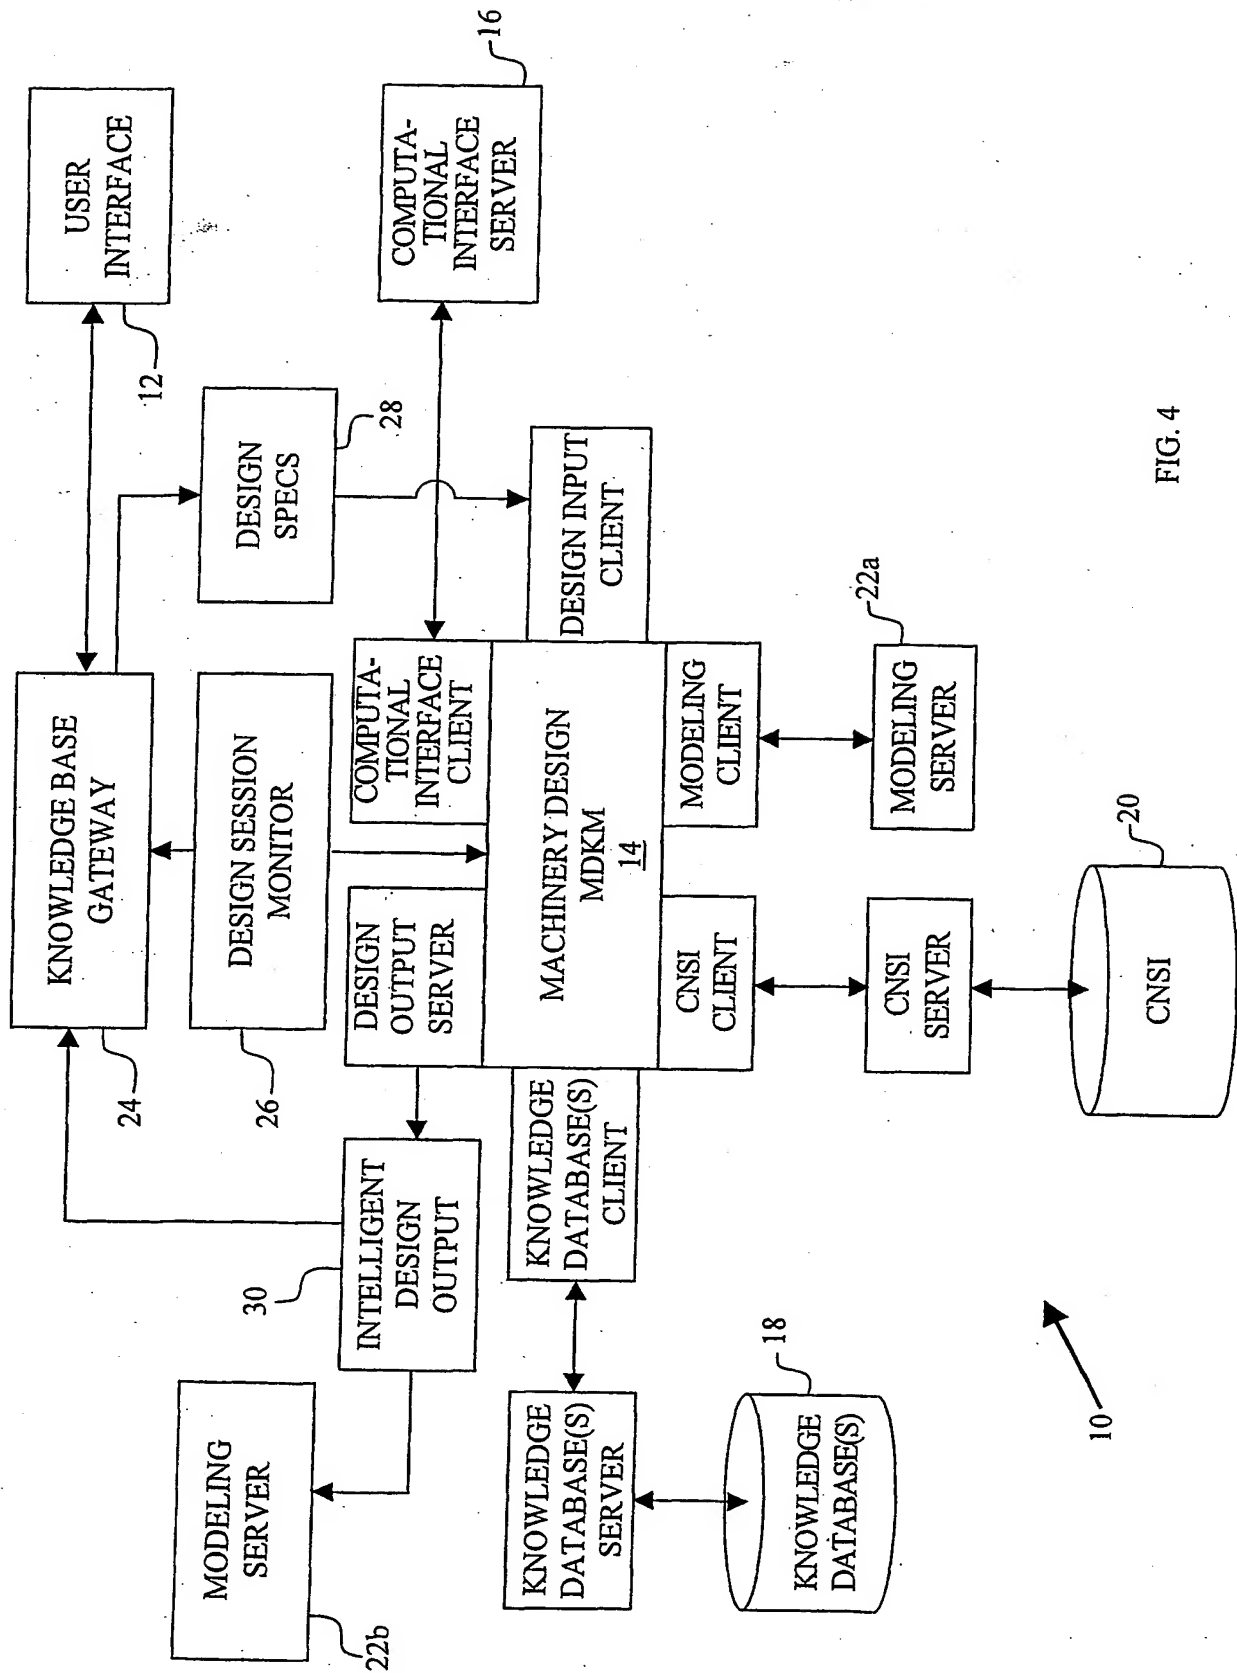 USER
INTERFACE
12
KNOWLEDGE BASE
GATEWAY
24
DESIGN
SPECS
28
DESIGN SESSION
MONITOR
26
COMPUTA-
TIONAL
INTERFACE
SERVER
16
MODELING
SERVER
22b
INTELLIGENT
DESIGN
OUTPUT
30
DESIGN
OUTPUT
SERVER
COMPUTA-
TIONAL
INTERFACE
CLIENT
KNOWLEDGE
DATABASE(S)
SERVER
KNOWLEDGE
DATABASE(S)
CLIENT
MACHINERY DESIGN
MDKM
14
DESIGN INPUT
CLIENT
CNSI
CLIENT
MODELING
CLIENT
KNOWLEDGE
DATABASE(S)
18
CNSI
SERVER
MODELING
SERVER
22a
CNSI
20
10
FIG. 4